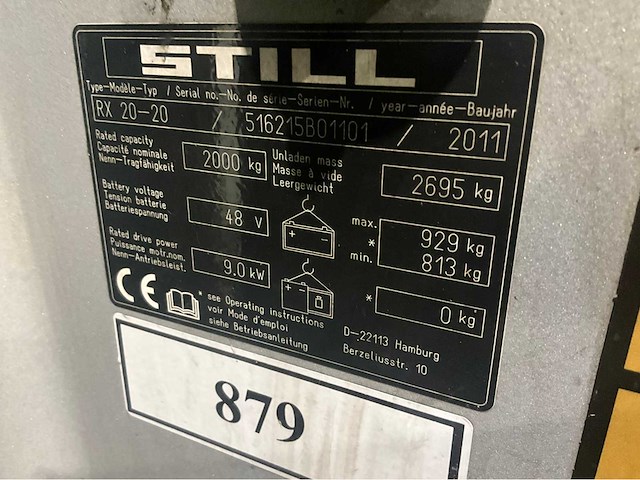 STILL
Type-Modèle-Typ / Serial no.-No. de série-Serien-Nr. / year-année-Baujahr
RX 20-20 / 516215B01101 / 2011
Rated capacity
Capacité nominale
Nenn-Tragfähigkeit
2000 kg
Unladen mass
Masse à vide
Leergewicht
2695 kg
Battery voltage
Tension batterie
Batteriespannung
48 V
+ -
max. 929 kg
*
min. 813 kg
Rated drive power
Puissance motr.nom.
Nenn-Antriebsleist.
9.0 kW
+ -
* 0 kg
CE
* see Operating instructions
voir Mode d'emploi
siehe Betriebsanleitung
D-22113 Hamburg
Berzeliusstr. 10
879